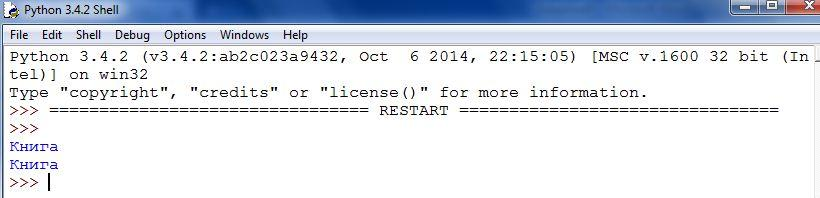 Python 3.4.2 Shell
File Edit Shell Debug Options Windows Help
Python 3.4.2 (v3.4.2:ab2c023a9432, Oct  6 2014, 22:15:05) [MSC v.1600 32 bit (In
tel)] on win32
Type "copyright", "credits" or "license()" for more information.
>>> ================================ RESTART ================================
>>>
Книга
Книга
>>>